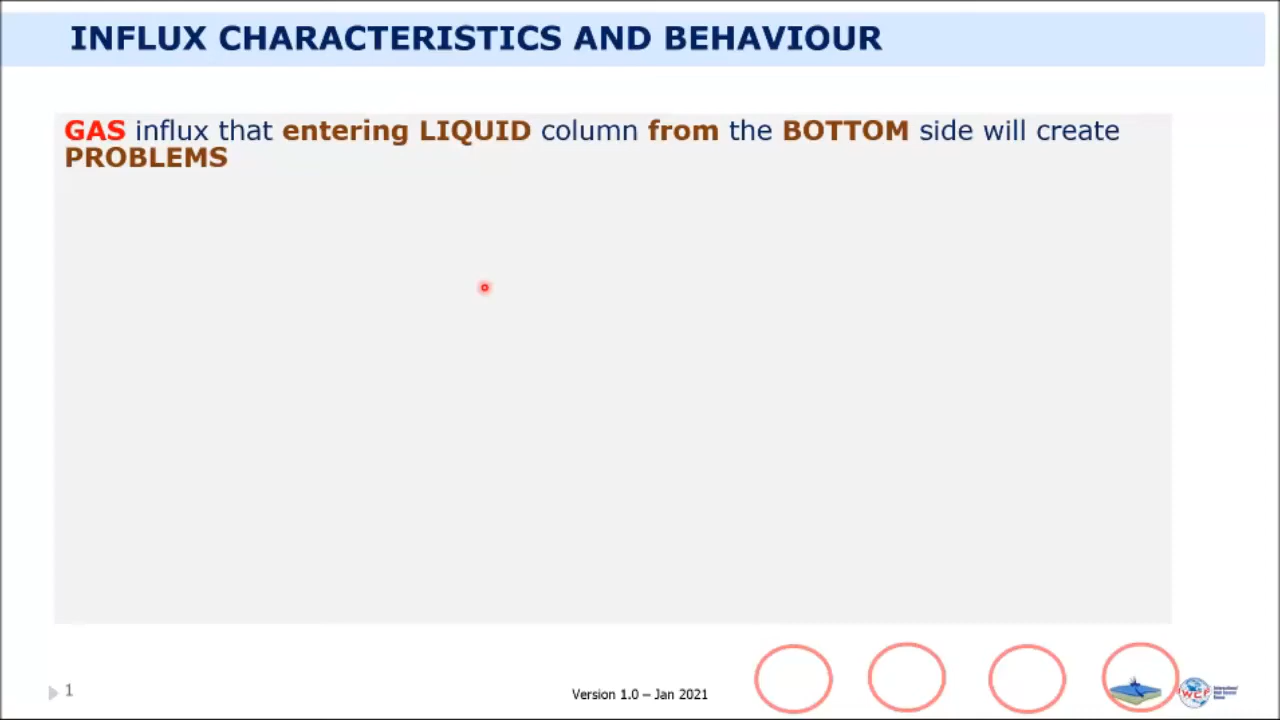 INFLUX CHARACTERISTICS AND BEHAVIOUR
GAS influx that entering LIQUID column from the BOTTOM side will create
PROBLEMS
1
Version 1.0 – Jan 2021